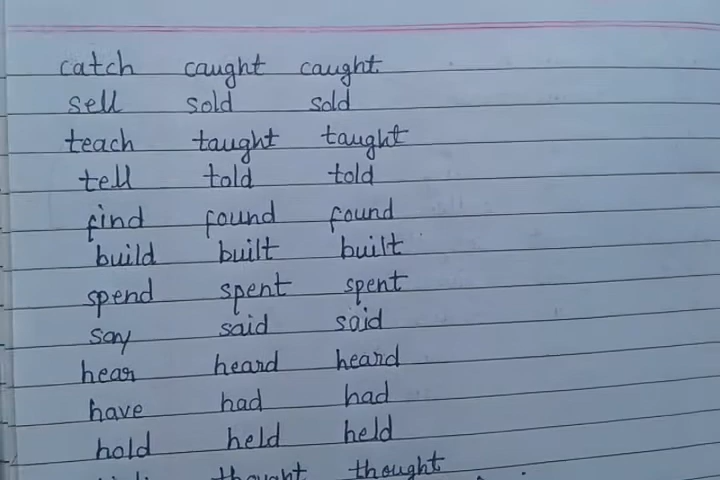 catch caught caught
sell sold sold
teach taught taught
tell told told
find found found
build built built
spend spent spent
say said said
hear heard heard
have had had
hold held held
thought thought